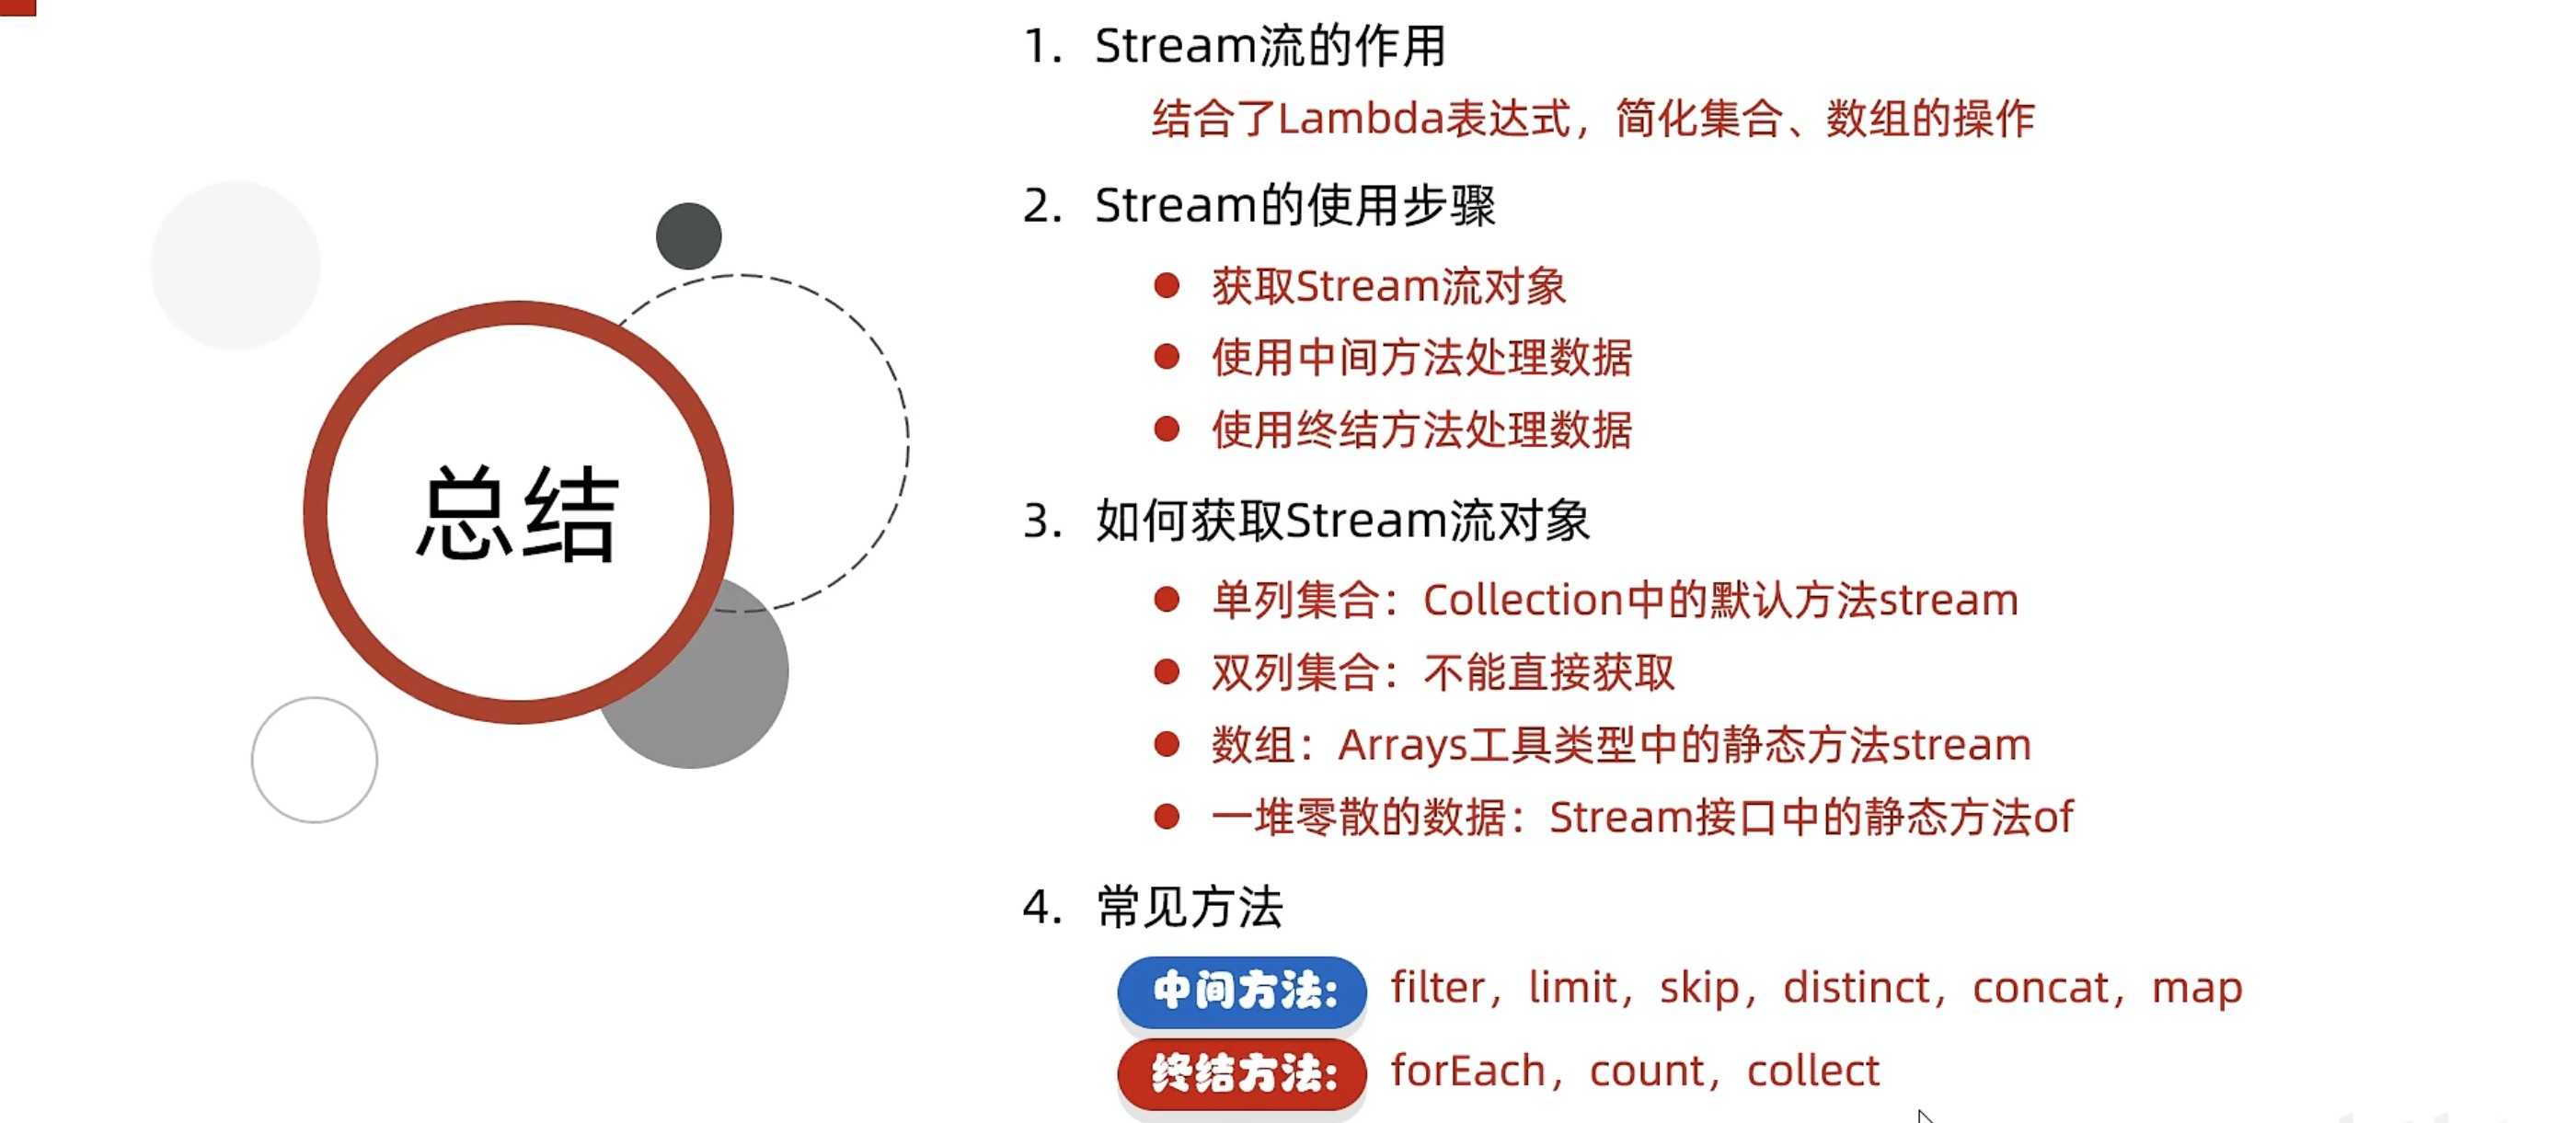 总结
1. Stream流的作用
结合了Lambda表达式，简化集合、数组的操作
2. Stream的使用步骤
● 获取Stream流对象
● 使用中间方法处理数据
● 使用终结方法处理数据
3. 如何获取Stream流对象
● 单列集合：Collection中的默认方法stream
● 双列集合：不能直接获取
● 数组：Arrays工具类型中的静态方法stream
● 一堆零散的数据：Stream接口中的静态方法of
4. 常见方法
中间方法: filter，limit，skip，distinct，concat，map
终结方法: forEach，count，collect